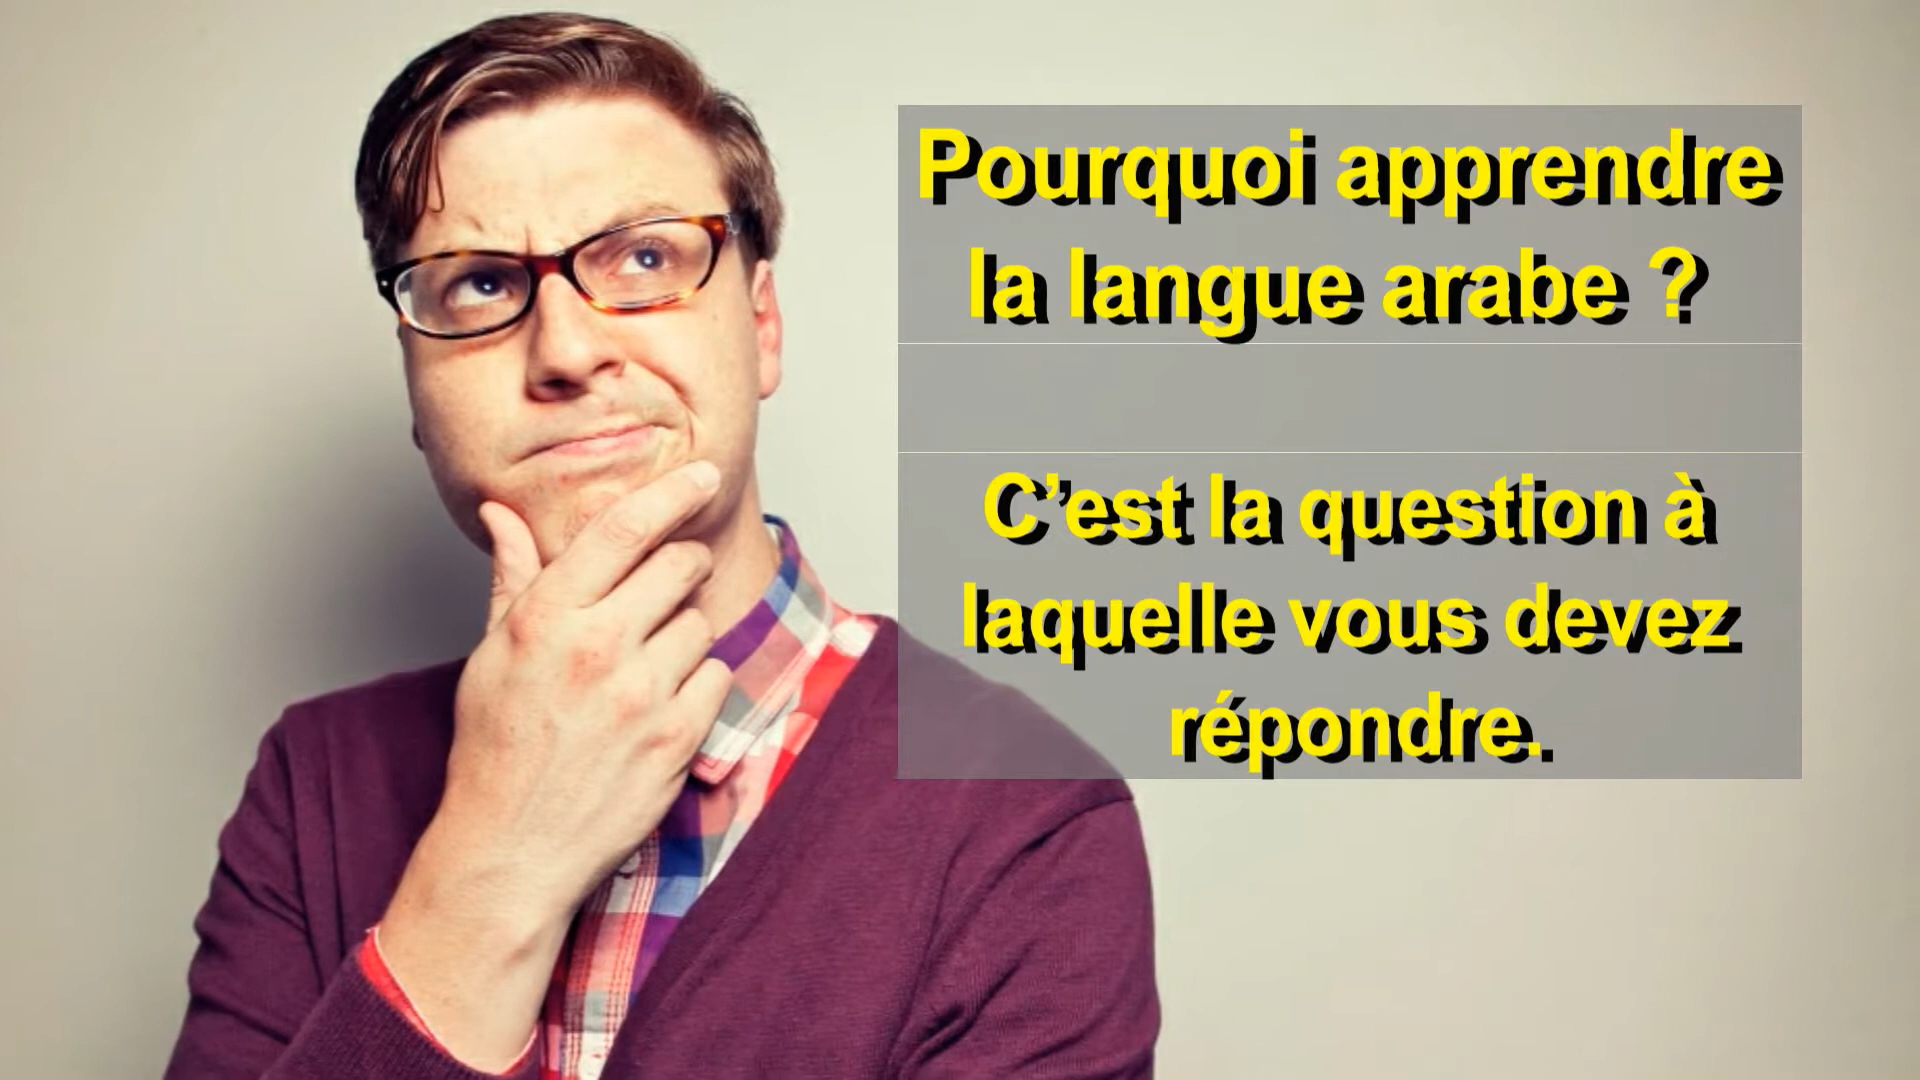 Pourquoi apprendre
la langue arabe ?
C’est la question à
laquelle vous devez
répondre.